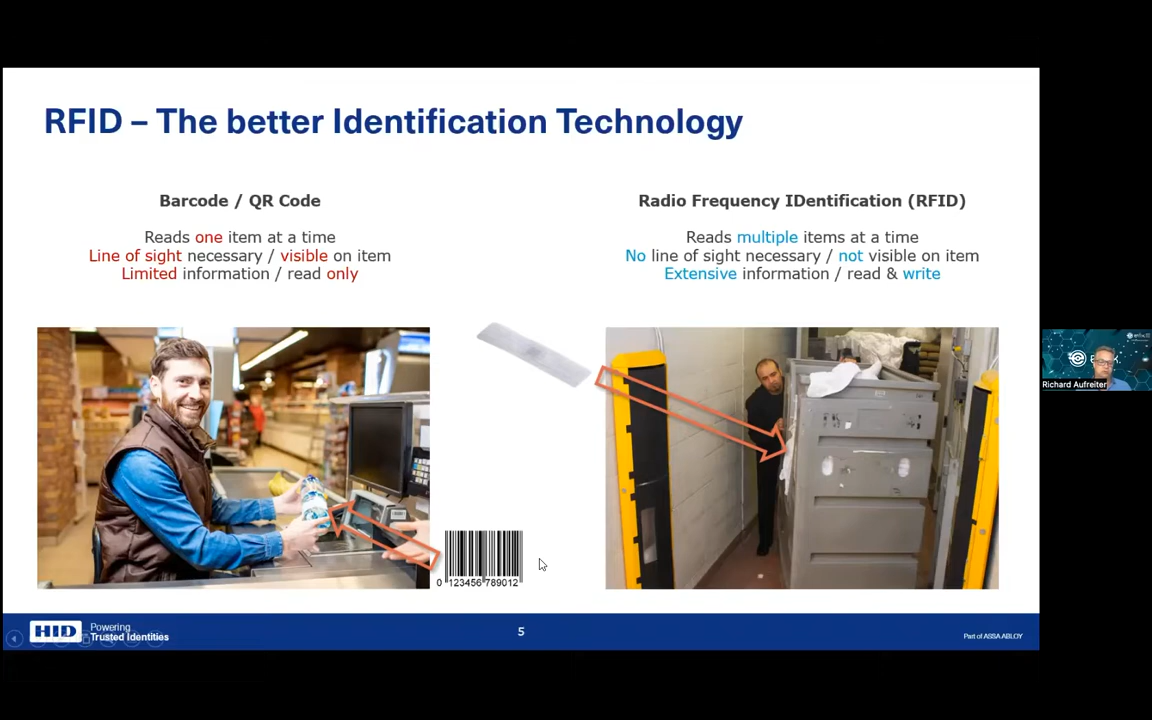 RFID – The better Identification Technology
Barcode / QR Code
Reads one item at a time
Line of sight necessary / visible on item
Limited information / read only
Radio Frequency IDentification (RFID)
Reads multiple items at a time
No line of sight necessary / not visible on item
Extensive information / read & write
0 123456 789012
HID
Powering
Trusted Identities
5
Part of ASSA ABLOY
Richard Aufreiter